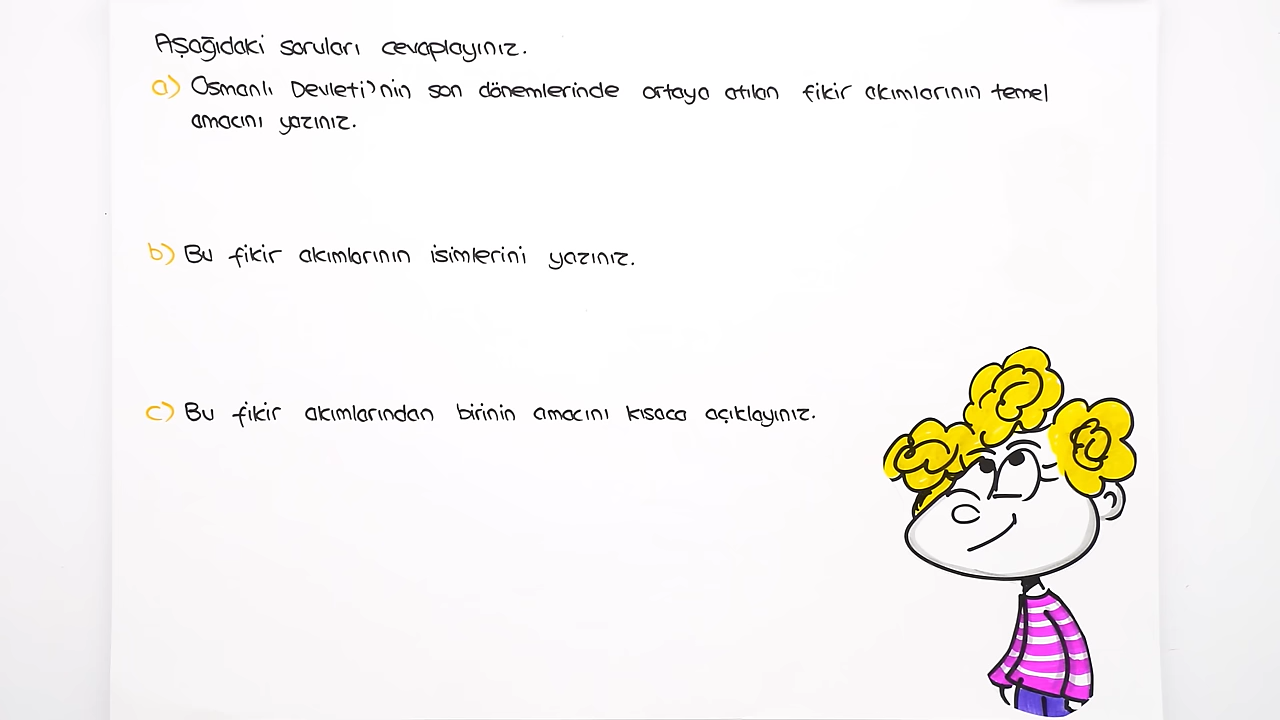 Aşağıdaki soruları cevaplayınız.
a) Osmanlı Devleti'nin son dönemlerinde ortaya atılan fikir akımlarının temel
amacını yazınız.
b) Bu fikir akımlarının isimlerini yazınız.
c) Bu fikir akımlarından birinin amacını kısaca açıklayınız.